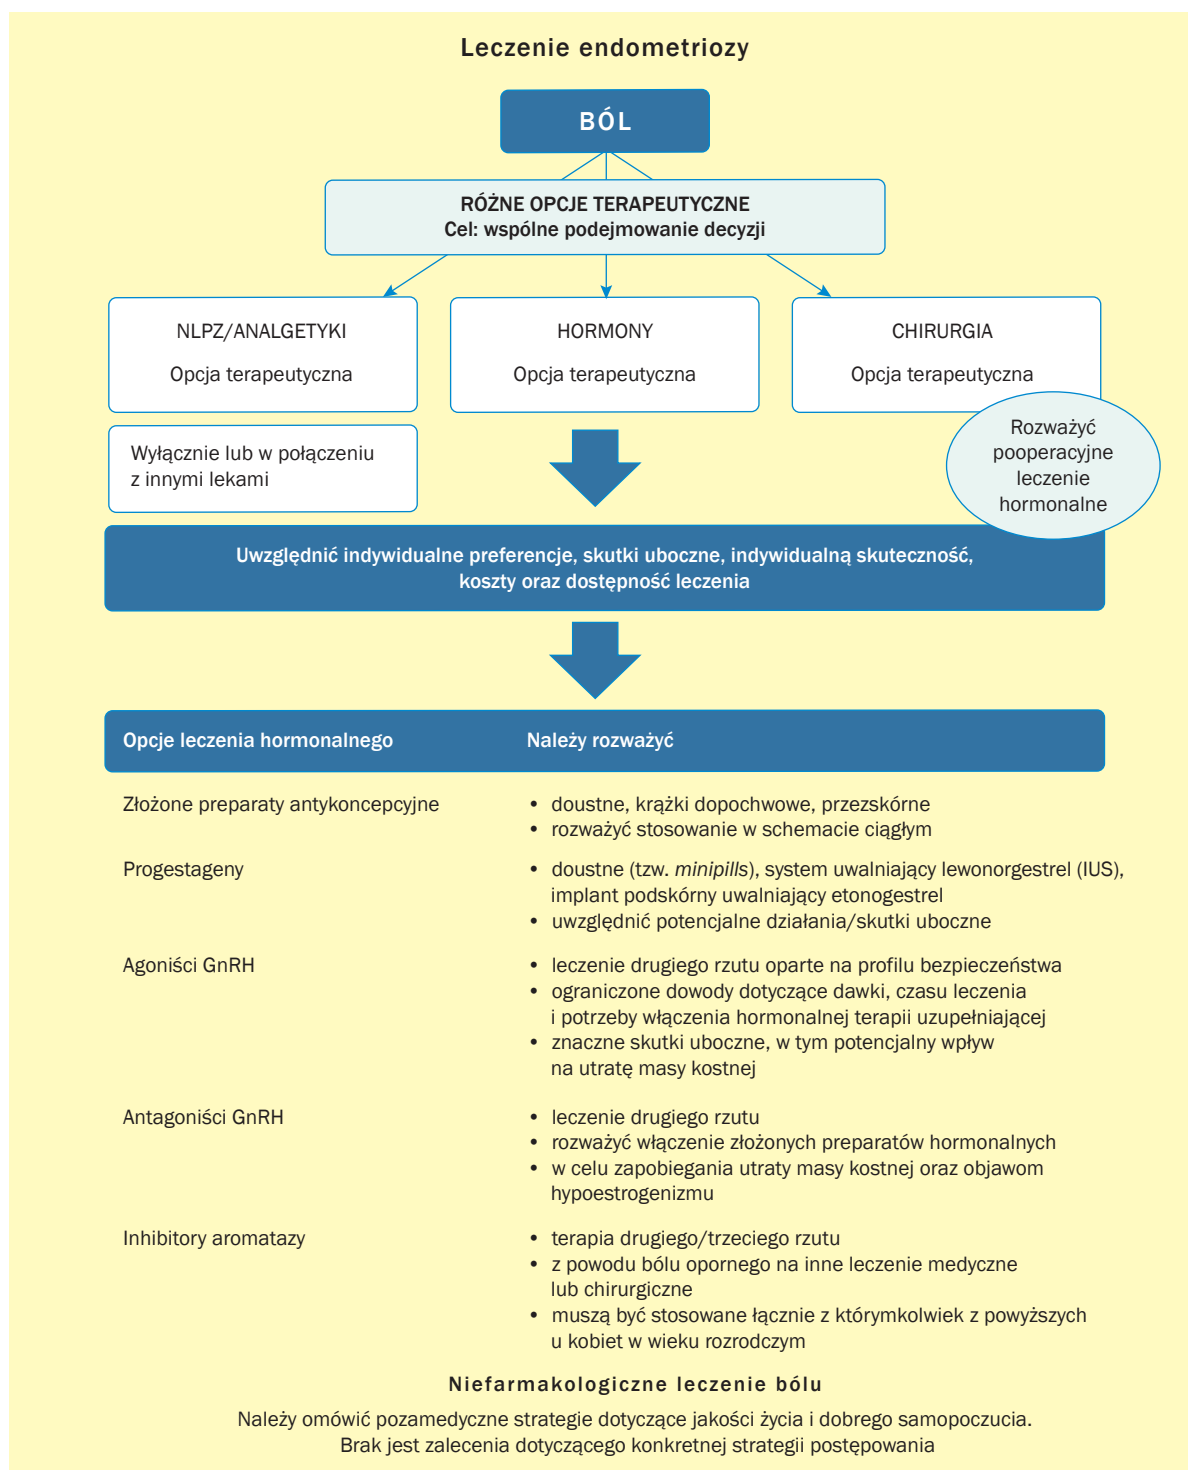 Leczenie endometriozy
BÓL
RÓŻNE OPCJE TERAPEUTYCZNE
Cel: wspólne podejmowanie decyzji
NLPZ/ANALGETYKI
Opcja terapeutyczna
HORMONY
Opcja terapeutyczna
CHIRURGIA
Opcja terapeutyczna
Wyłącznie lub w połączeniu
z innymi lekami
Rozważyć
pooperacyjne
leczenie
hormonalne
Uwzględnić indywidualne preferencje, skutki uboczne, indywidualną skuteczność,
koszty oraz dostępność leczenia
Opcje leczenia hormonalnego
Należy rozważyć
Złożone preparaty antykoncepcyjne
• doustne, krążki dopochwowe, przezskórne
• rozważyć stosowanie w schemacie ciągłym
Progestageny
• doustne (tzw. minipills), system uwalniający lewonorgestrel (IUS),
implant podskórny uwalniający etonogestrel
• uwzględnić potencjalne działania/skutki uboczne
Agoniści GnRH
• leczenie drugiego rzutu oparte na profilu bezpieczeństwa
• ograniczone dowody dotyczące dawki, czasu leczenia
i potrzeby włączenia hormonalnej terapii uzupełniającej
• znaczne skutki uboczne, w tym potencjalny wpływ
na utratę masy kostnej
Antagoniści GnRH
• leczenie drugiego rzutu
• rozważyć włączenie złożonych preparatów hormonalnych
• w celu zapobiegania utraty masy kostnej oraz objawom
hypoestrogenizmu
Inhibitory aromatazy
• terapia drugiego/trzeciego rzutu
• z powodu bólu opornego na inne leczenie medyczne
lub chirurgiczne
• muszą być stosowane łącznie z którymkolwiek z powyższych
u kobiet w wieku rozrodczym
Niefarmakologiczne leczenie bólu
Należy omówić pozamedyczne strategie dotyczące jakości życia i dobrego samopoczucia.
Brak jest zalecenia dotyczącego konkretnej strategii postępowania